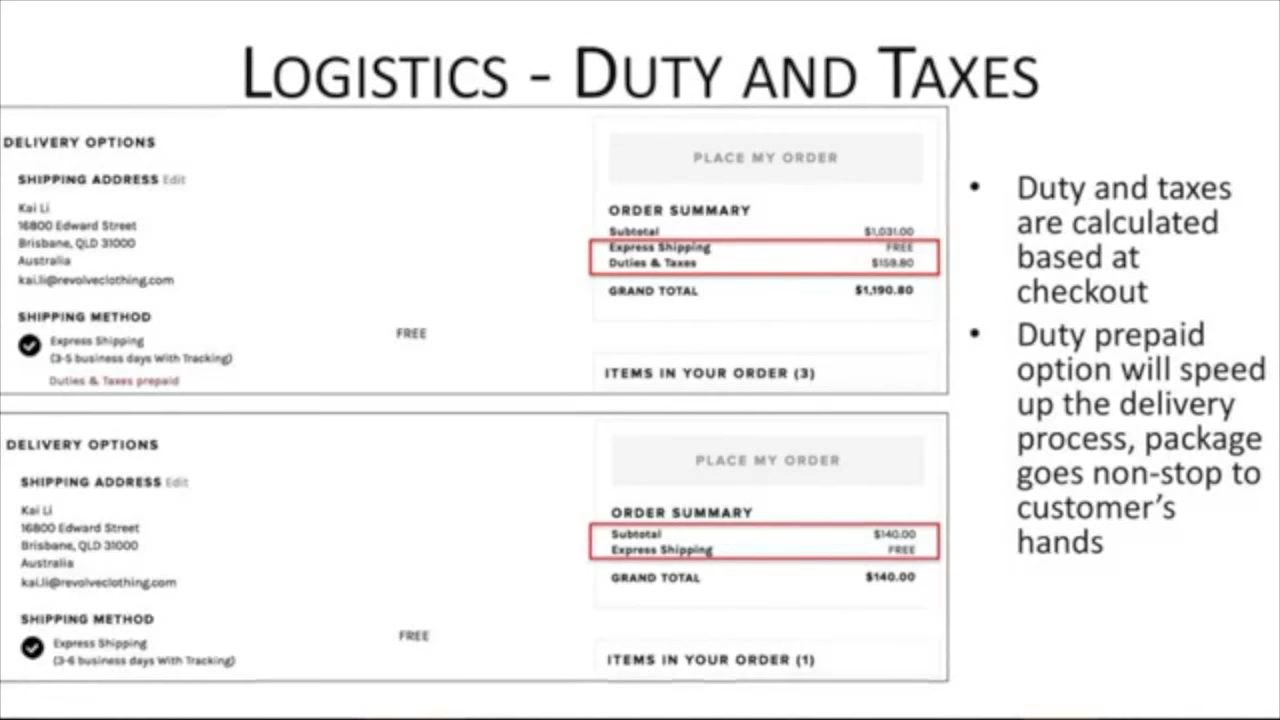 LOGISTICS - DUTY AND TAXES
DELIVERY OPTIONS
SHIPPING ADDRESS Edit
Kai Li
16800 Edward Street
Brisbane, QLD 31000
Australia
kai.li@revolveclothing.com
SHIPPING METHOD
Express Shipping
(3-5 business days With Tracking)
Duties & Taxes prepaid
FREE
PLACE MY ORDER
ORDER SUMMARY
Subtotal $1,031.00
Express Shipping FREE
Duties & Taxes $159.80
GRAND TOTAL $1,190.80
ITEMS IN YOUR ORDER (3)
DELIVERY OPTIONS
SHIPPING ADDRESS Edit
Kai Li
16800 Edward Street
Brisbane, QLD 31000
Australia
kai.li@revolveclothing.com
SHIPPING METHOD
Express Shipping
(3-6 business days With Tracking)
FREE
PLACE MY ORDER
ORDER SUMMARY
Subtotal $140.00
Express Shipping FREE
GRAND TOTAL $140.00
ITEMS IN YOUR ORDER (1)
• Duty and taxes
are calculated
based at
checkout
• Duty prepaid
option will speed
up the delivery
process, package
goes non-stop to
customer's
hands